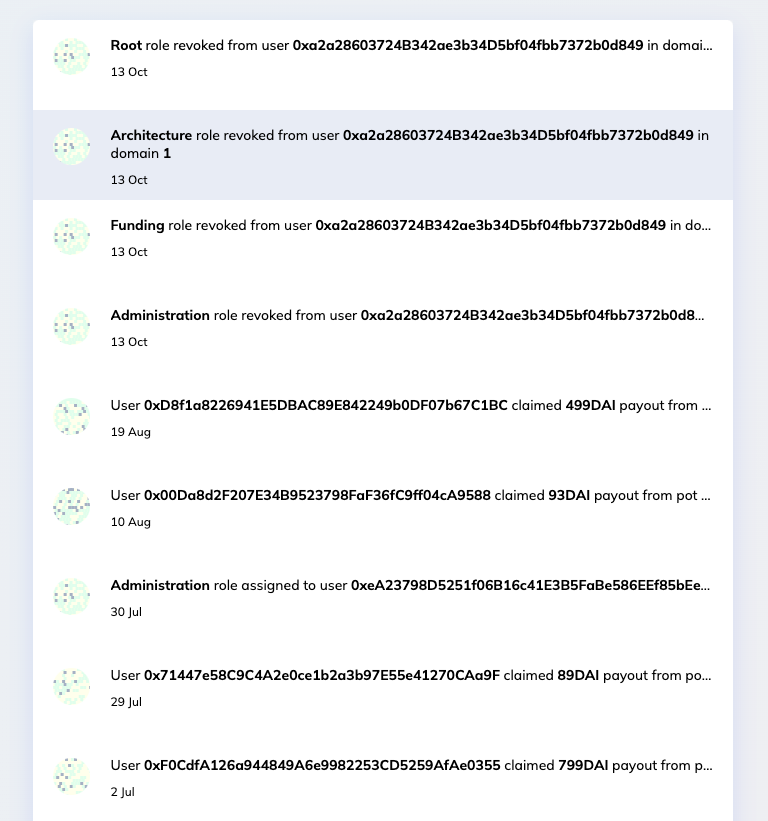 Root role revoked from user 0xa2a28603724B342ae3b34D5bf04fbb7372b0d849 in domai...
13 Oct
Architecture role revoked from user 0xa2a28603724B342ae3b34D5bf04fbb7372b0d849 in
domain 1
13 Oct
Funding role revoked from user 0xa2a28603724B342ae3b34D5bf04fbb7372b0d849 in do...
13 Oct
Administration role revoked from user 0xa2a28603724B342ae3b34D5bf04fbb7372b0d8...
13 Oct
User 0xD8f1a8226941E5DBAC89E842249b0DF07b67C1BC claimed 499DAI payout from ...
19 Aug
User 0x00Da8d2F207E34B9523798FaF36fC9ff04cA9588 claimed 93DAI payout from pot ...
10 Aug
Administration role assigned to user 0xeA23798D5251f06B16c41E3B5FaBe586EEf85bEe...
30 Jul
User 0x71447e58C9C4A2e0ce1b2a3b97E55e41270CAa9F claimed 89DAI payout from po...
29 Jul
User 0xF0CdfA126a944849A6e9982253CD5259AfAe0355 claimed 799DAI payout from p...
2 Jul